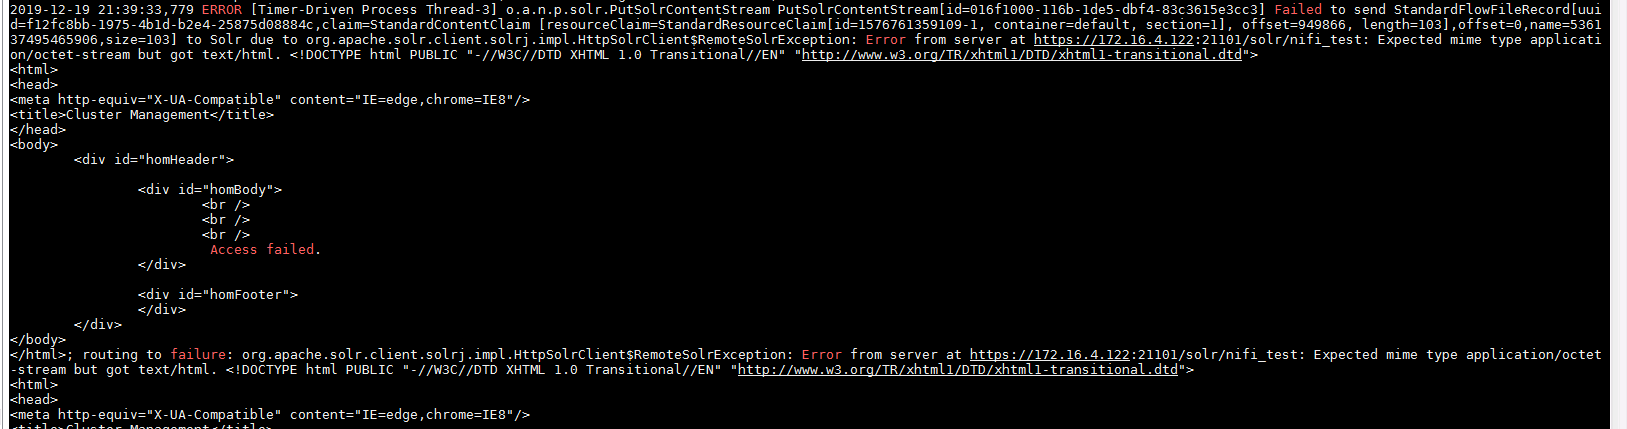 2019-12-19 21:39:33,779 ERROR [Timer-Driven Process Thread-3] o.a.n.p.solr.PutSolrContentStream PutSolrContentStream[id=016f1000-116b-1de5-dbf4-83c3615e3cc3] Failed to send StandardFlowFileRecord[uui
d=f12fc8bb-1975-4b1d-b2e4-25875d08884c,claim=StandardContentClaim [resourceClaim=StandardResourceClaim[id=1576761359109-1, container=default, section=1], offset=949866, length=103],offset=0,name=5361
37495465906,size=103] to Solr due to org.apache.solr.client.solrj.impl.HttpSolrClient$RemoteSolrException: Error from server at https://172.16.4.122:21101/solr/nifi_test: Expected mime type applicati
on/octet-stream but got text/html. <!DOCTYPE html PUBLIC "-//W3C//DTD XHTML 1.0 Transitional//EN" "http://www.w3.org/TR/xhtml1/DTD/xhtml1-transitional.dtd">
<html>
<head>
<meta http-equiv="X-UA-Compatible" content="IE=edge,chrome=IE8"/>
<title>Cluster Management</title>
</head>
<body>
<div id="homHeader">
<div id="homBody">
<br />
<br />
<br />
Access failed.
</div>
<div id="homFooter">
</div>
</div>
</body>
</html>; routing to failure: org.apache.solr.client.solrj.impl.HttpSolrClient$RemoteSolrException: Error from server at https://172.16.4.122:21101/solr/nifi_test: Expected mime type application/octet
-stream but got text/html. <!DOCTYPE html PUBLIC "-//W3C//DTD XHTML 1.0 Transitional//EN" "http://www.w3.org/TR/xhtml1/DTD/xhtml1-transitional.dtd">
<html>
<head>
<meta http-equiv="X-UA-Compatible" content="IE=edge,chrome=IE8"/>
<title>Cluster Management</title>